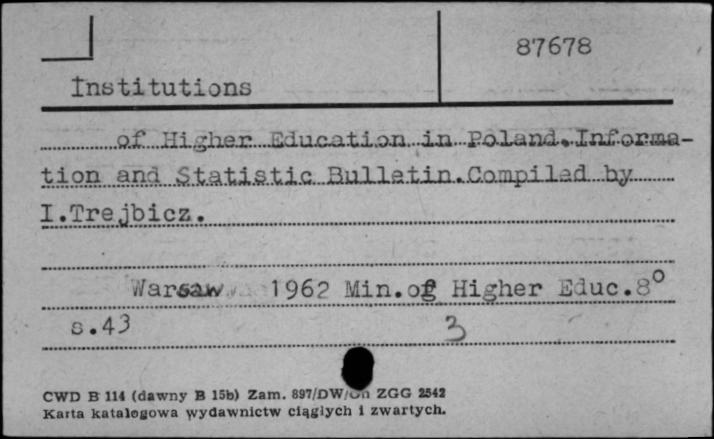 87678
Institutions
of Higher Education in Poland.Informa-
tion and Statistic Bulletin.Compiled by
I.Trejbicz.
Warsaw 1962 Min.of Higher Educ.8°
s.43 3
CWD B 114 (dawny B 15b) Zam. 897/DW/ ZGG 2542
Karta katalogowa wydawnictw ciągłych i zwartych.